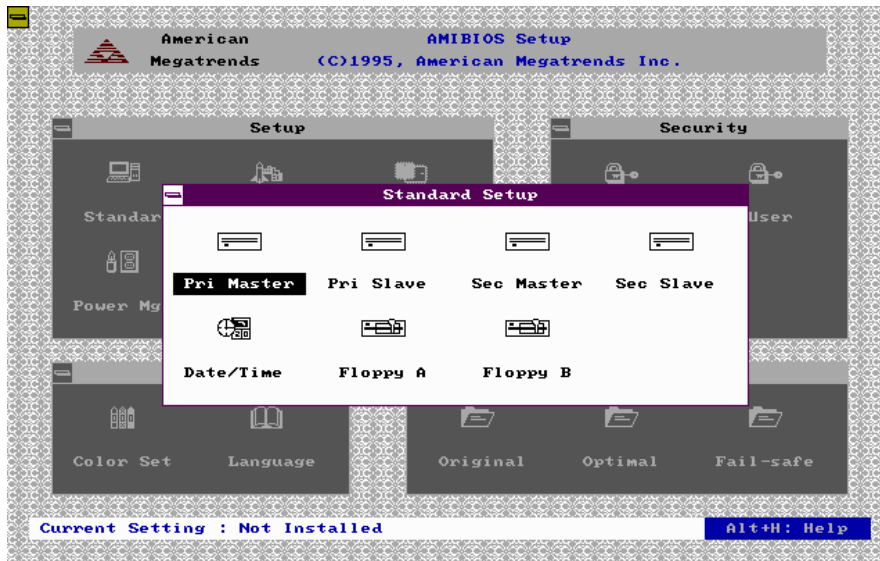 American
Megatrends
AMIBIOS Setup
(C)1995, American Megatrends Inc.
Setup
Security
Standar
User
Power Mg
Standard Setup
Pri Master
Pri Slave
Sec Master
Sec Slave
Date/Time
Floppy A
Floppy B
Color Set
Language
Original
Optimal
Fail-safe
Current Setting : Not Installed
Alt+H: Help